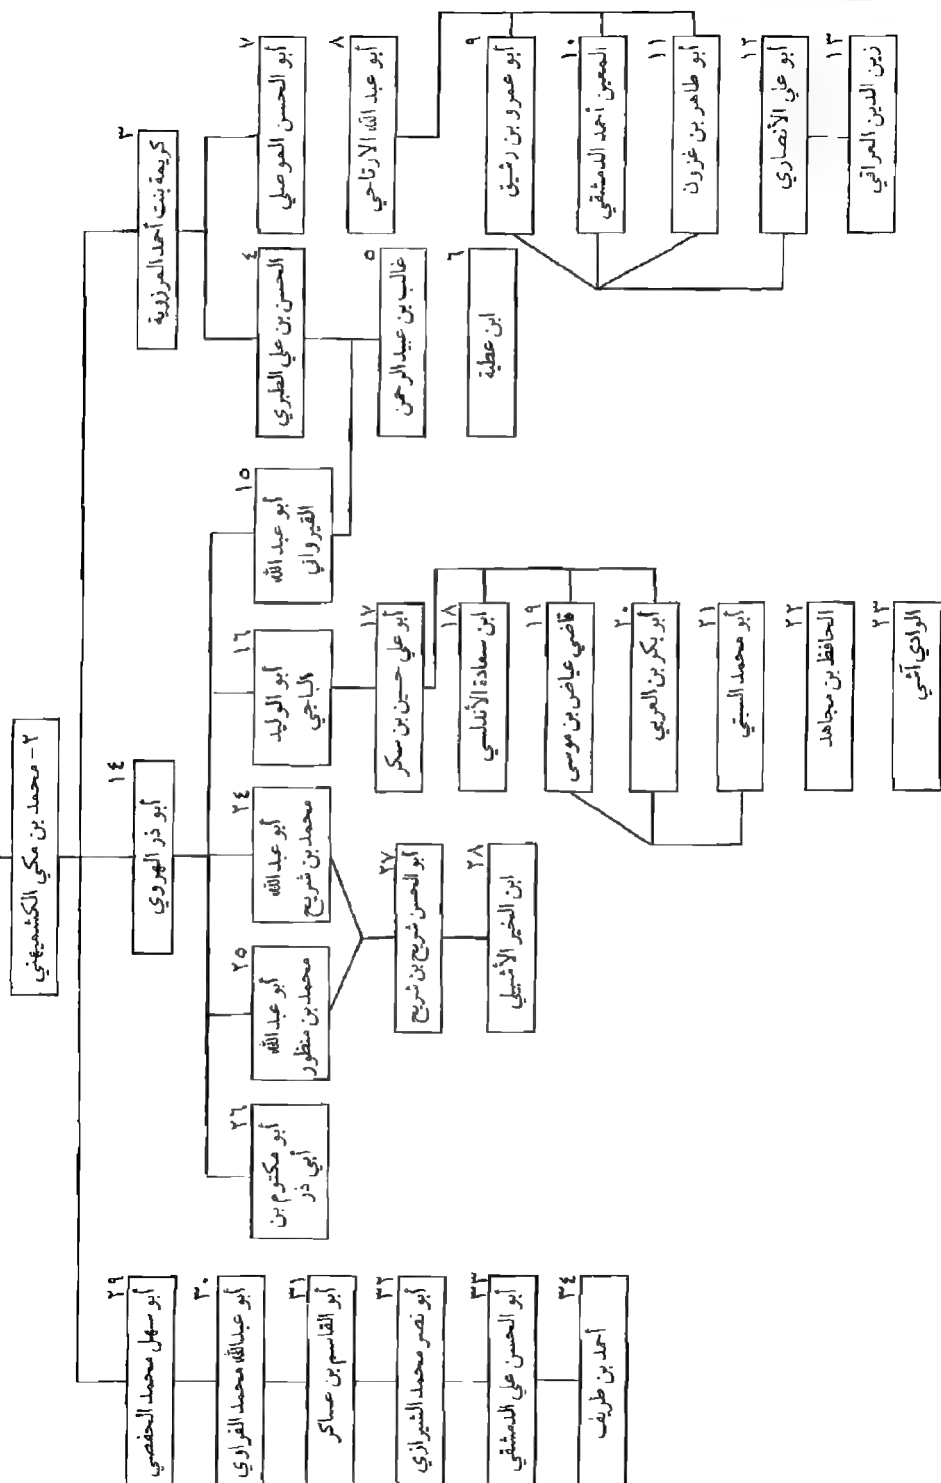 ٢- محمد بن مكي الكشميهني
٣
كريمة بنت أحمد المرزوية
٤
الحسن بن علي الطبري
٥
غالب بن عبيد الرحمن
٦
ابن عطية
٧
أبو الحسن الموصلي
٨
أبو عبد الله الارتاحي
٩
أبو عمرو بن رشيق
١٠
المعين أحمد الدمشقي
١١
أبو طاهر بن غزون
١٢
أبو علي الأنصاري
١٣
زين الدين العراقي
١٤
أبو ذر الهروي
١٥
أبو عبد الله
القيرواني
١٦
أبو الوليد
الباجي
١٧
أبو علي حسين بن سكر
١٨
ابن سعادة الأندلسي
١٩
قاضي عياض بن موسى
٢٠
أبو بكر بن العربي
٢١
أبو محمد السبتي
٢٢
الحافظ بن مجاهد
٢٣
الوادي آشي
٢٤
أبو عبد الله
محمد بن شريح
٢٥
أبو عبد الله
محمد بن منظور
٢٦
أبو مكتوم بن
أبي ذر
٢٧
أبو الحسن شريح بن شريح
٢٨
ابن الخير الأشبيلي
٢٩
أبو سهل محمد الحفصي
٣٠
أبو عبد الله محمد الفراوي
٣١
أبو القاسم بن عساكر
٣٢
أبو نصر محمد الشيرازي
٣٣
أبو الحسن علي الدمشقي
٣٤
أحمد بن طريف